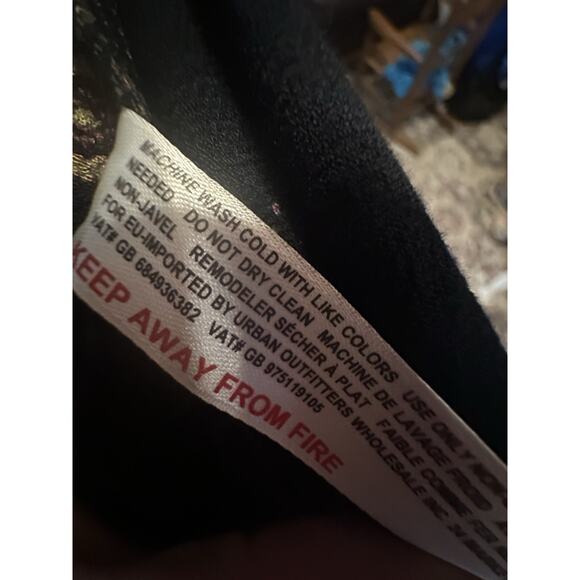 MACHINE WASH COLD WITH LIKE COLORS USE ONLY
NEEDED DO NOT DRY CLEAN MACHINE DE LAVAGE FROID
NON-JAVEL REMODELER SÉCHER À PLAT FAIBLE COMME
FOR EU-IMPORTED BY URBAN OUTFITTERS WHOLESALE INC. 
VAT# GB 684936382 VAT# GB 975119105
KEEP AWAY FROM FIRE